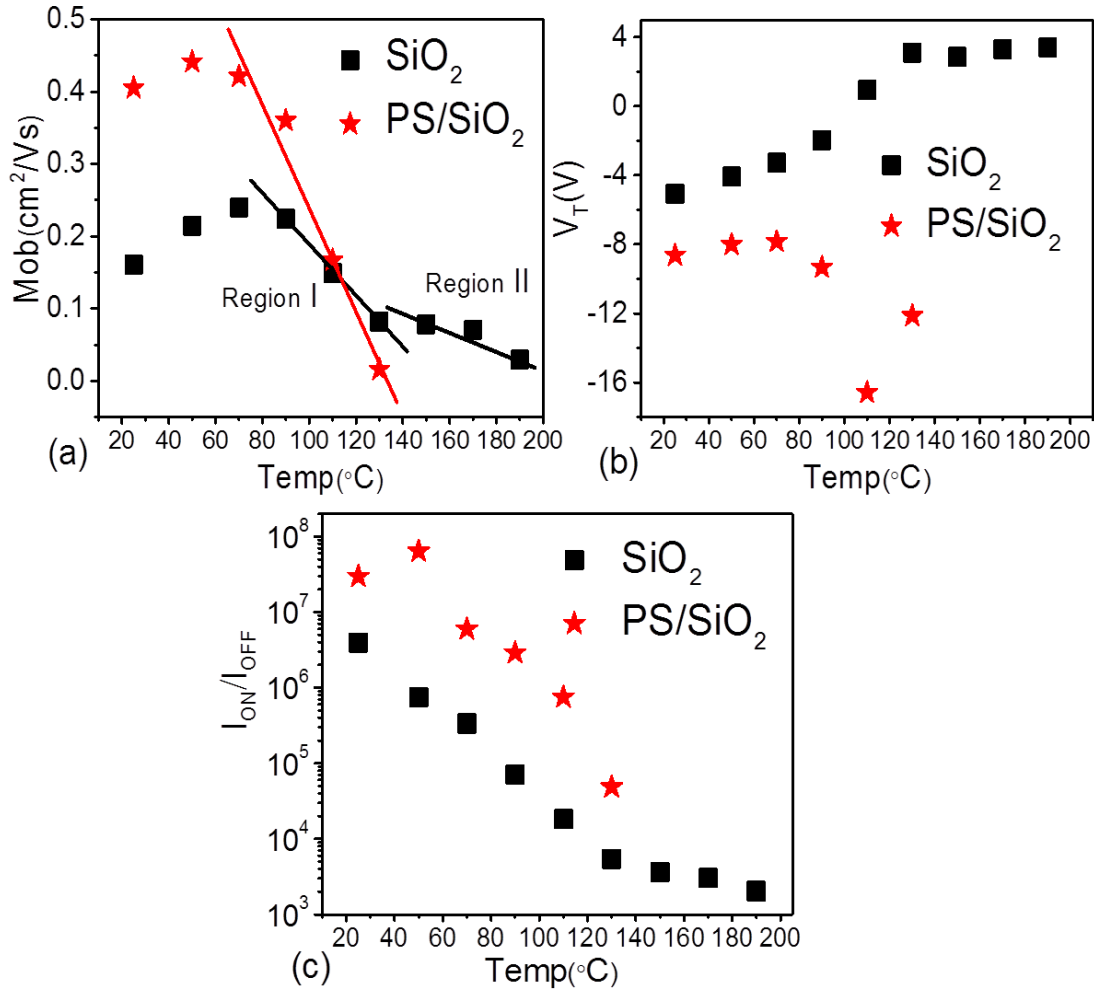 0.5
0.4
0.3
0.2
0.1
0.0
Mob(cm²/Vs)
SiO₂
PS/SiO₂
Region I
Region II
20 40 60 80 100 120 140 160 180 200
(a)
Temp(°C)
4
0
-4
-8
-12
-16
V_T(V)
SiO₂
PS/SiO₂
20 40 60 80 100 120 140 160 180 200
(b)
Temp(°C)
10⁸
10⁷
10⁶
10⁵
10⁴
10³
I_ON/I_OFF
SiO₂
PS/SiO₂
20 40 60 80 100 120 140 160 180 200
(c)
Temp(°C)